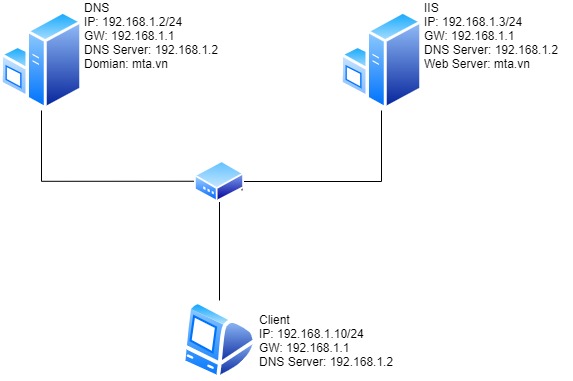 DNS
IP: 192.168.1.2/24
GW: 192.168.1.1
DNS Server: 192.168.1.2
Domian: mta.vn
IIS
IP: 192.168.1.3/24
GW: 192.168.1.1
DNS Server: 192.168.1.2
Web Server: mta.vn
Client
IP: 192.168.1.10/24
GW: 192.168.1.1
DNS Server: 192.168.1.2